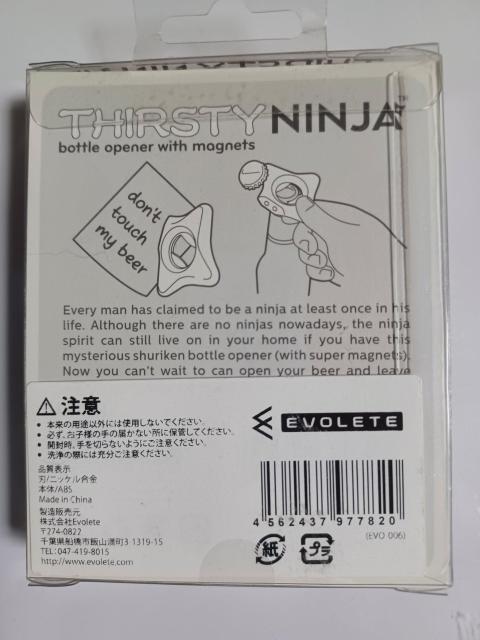 THIRSTY NINJA™
bottle opener with magnets
don't
touch
my beer
Every man has claimed to be a ninja at least once in his
life. Although there are no ninjas nowadays, the ninja
spirit can still live on in your home if you have this
mysterious shuriken bottle opener (with super magnets).
Now you can't wait to can open your beer and leave
注意
• 本来の用途以外には使用しないでください。
• 必ず、お子様の手の届かない所に保管してください。
• 開封時、手を切らないようにご注意ください。
• 洗浄の際には充分ご注意ください。
品質表示
刃/ニッケル合金
本体/ABS
Made in China
製造販売元
株式会社Evolete
〒274-0822
千葉県船橋市飯山満町3 1319-15
TEL: 047-419-8015
http://www.evolete.com
EVOLETE
4 562437 977820
(EVO 006)
紙
プラ